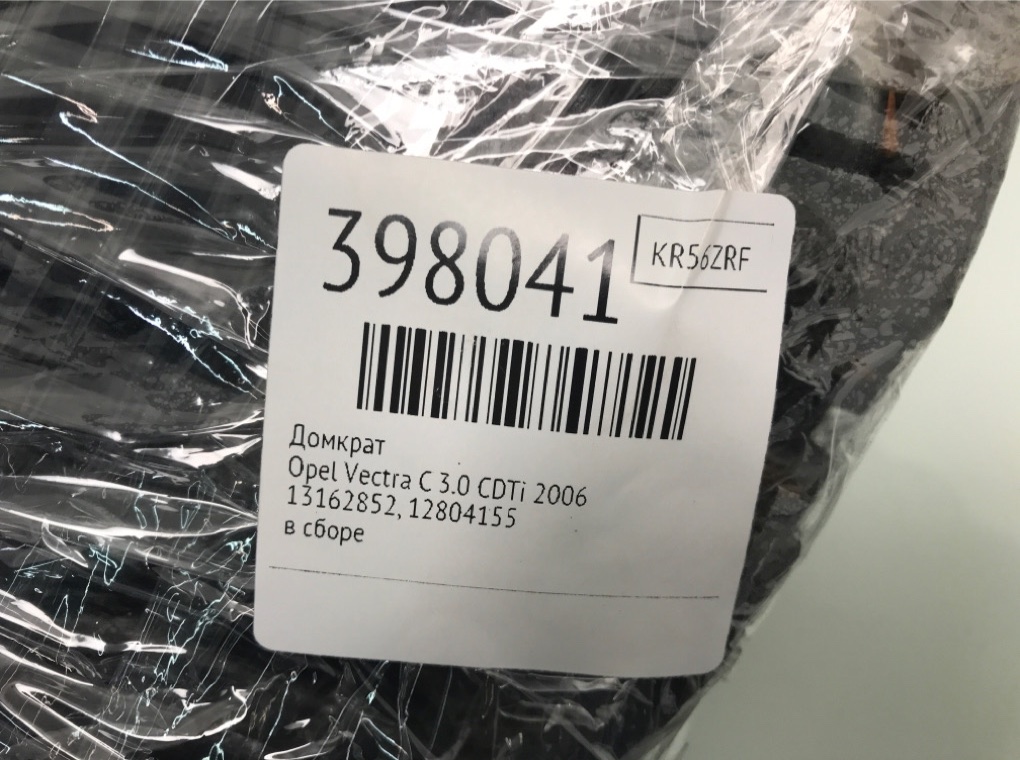 398041
KR56ZRF
Домкрат
Opel Vectra C 3.0 CDTi 2006
13162852, 12804155
в сборе